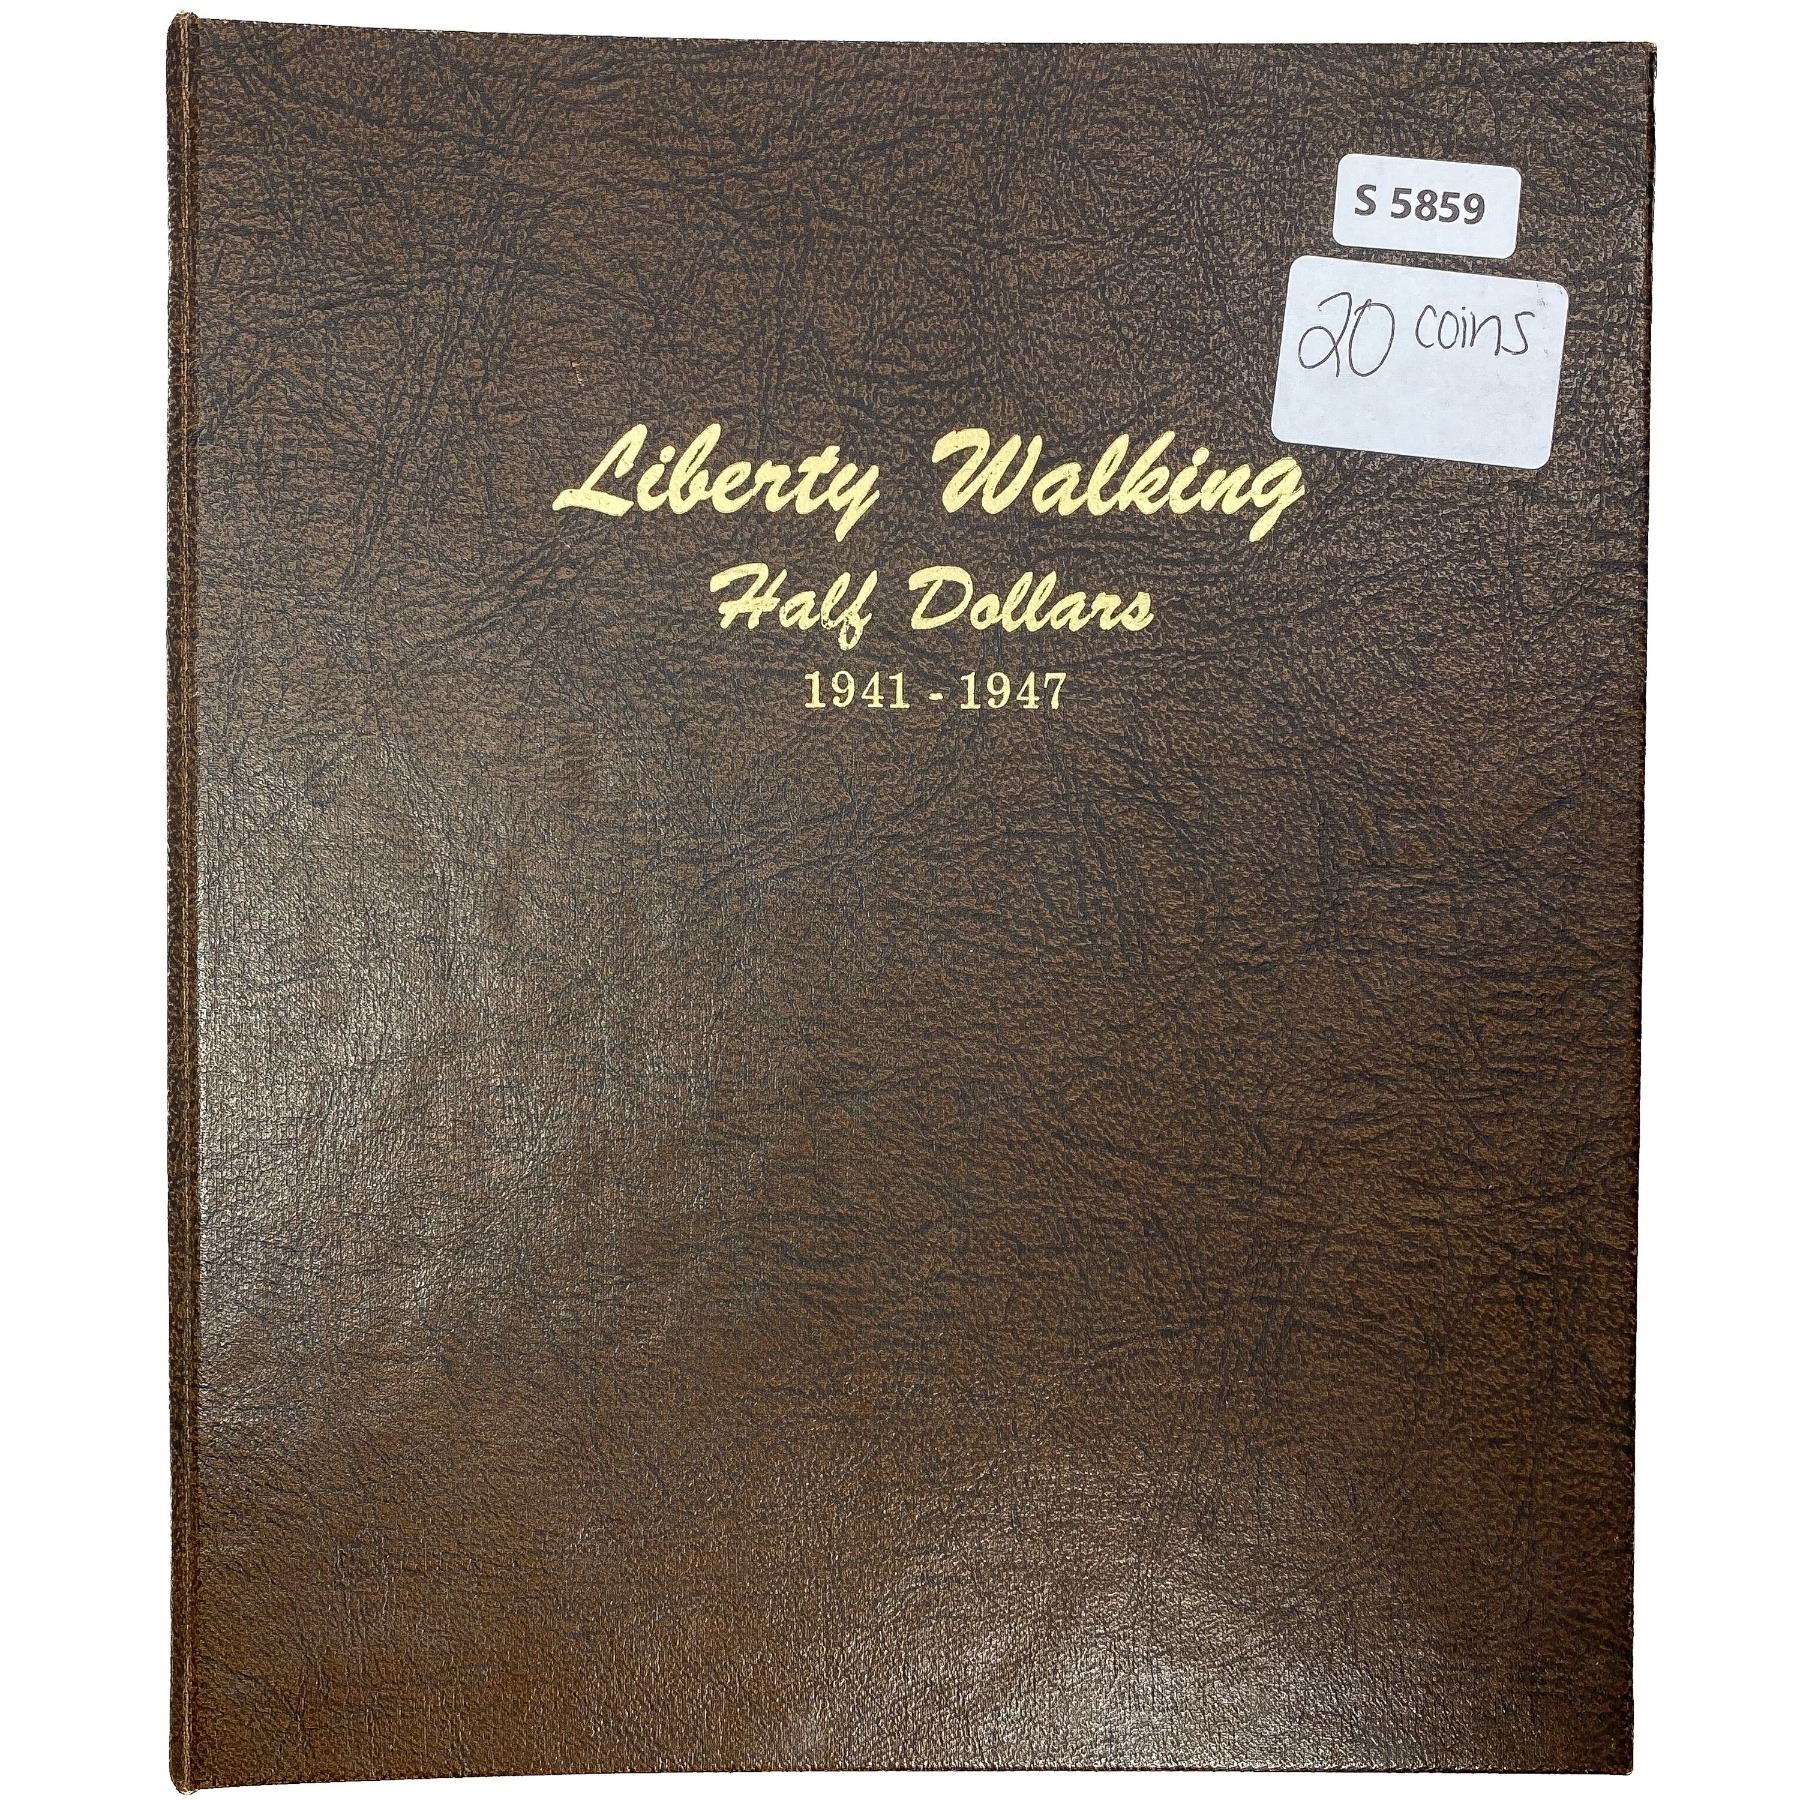 S 5859
20 coins
Liberty Walking
Half Dollars
1941 - 1947